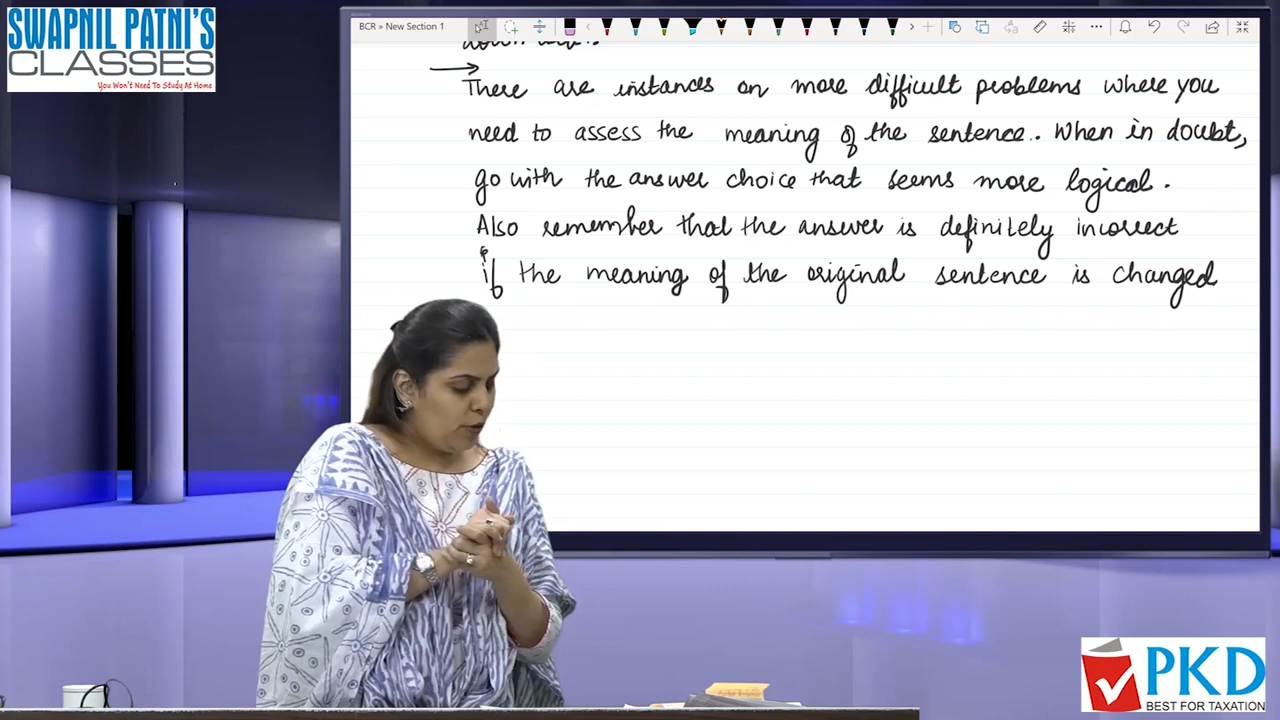 SWAPNIL PATNI'S
CLASSES
You Won't Need To Study At Home
BCR » New Section 1
There are instances on more difficult problems where you
need to assess the meaning of the sentence. When in doubt,
go with the answer choice that seems more logical.
Also remember that the answer is definitely incorrect
if the meaning of the original sentence is changed
PKD
BEST FOR TAXATION